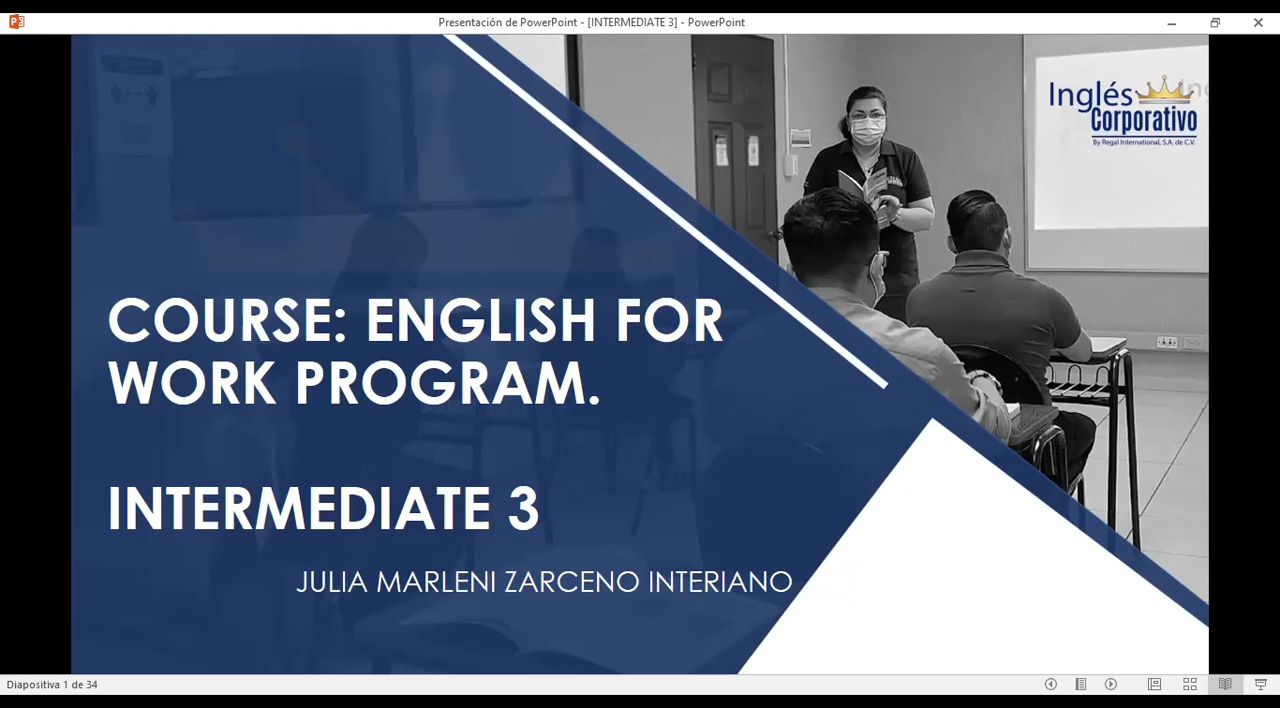 Presentación de PowerPoint - [INTERMEDIATE 3] - PowerPoint
Inglés
Corporativo
By Regal International, S.A. de C.V.
COURSE: ENGLISH FOR
WORK PROGRAM.
INTERMEDIATE 3
JULIA MARLENI ZARCENO INTERIANO
Diapositiva 1 de 34